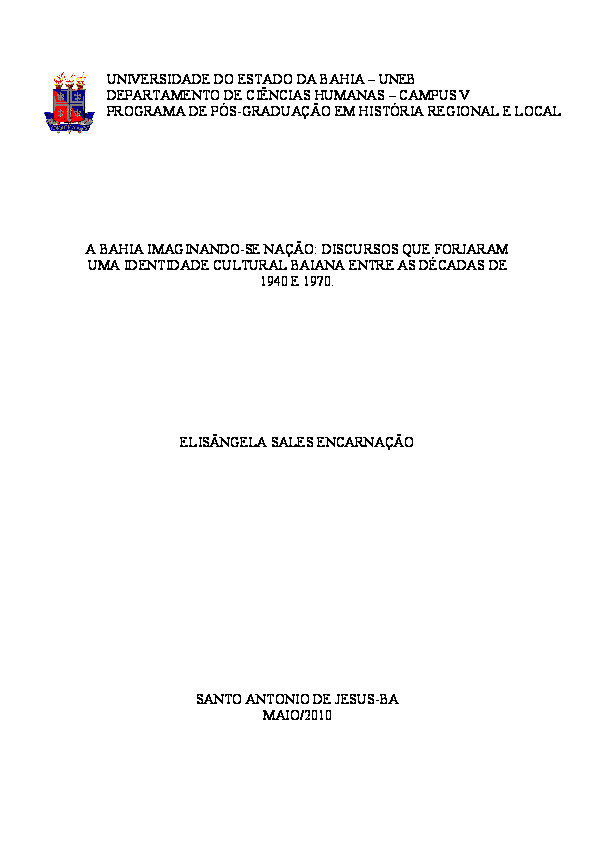 UNIVERSIDADE DO ESTADO DA BAHIA – UNEB
DEPARTAMENTO DE CIÊNCIAS HUMANAS – CAMPUS V
PROGRAMA DE PÓS-GRADUAÇÃO EM HISTÓRIA REGIONAL E LOCAL
A BAHIA IMAGINANDO-SE NAÇÃO: DISCURSOS QUE FORJARAM
UMA IDENTIDADE CULTURAL BAIANA ENTRE AS DÉCADAS DE
1940 E 1970.
ELISÂNGELA SALES ENCARNAÇÃO
SANTO ANTONIO DE JESUS-BA
MAIO/2010